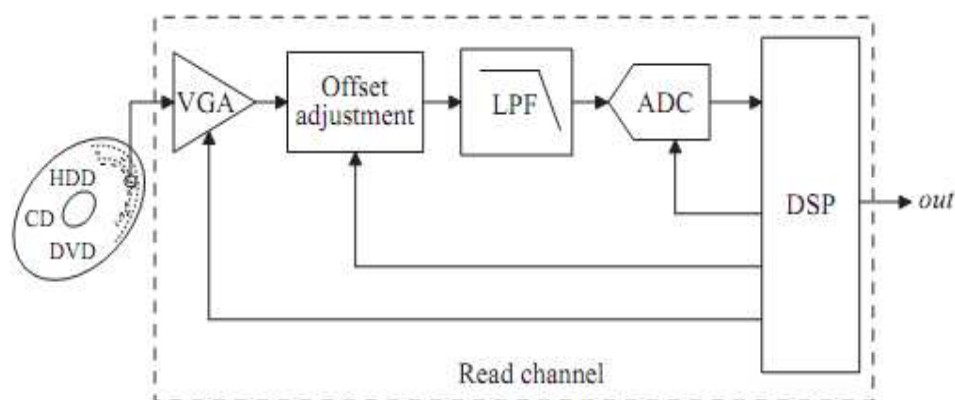 VGA
Offset
adjustment
LPF
ADC
DSP
out
HDD
CD
DVD
Read channel